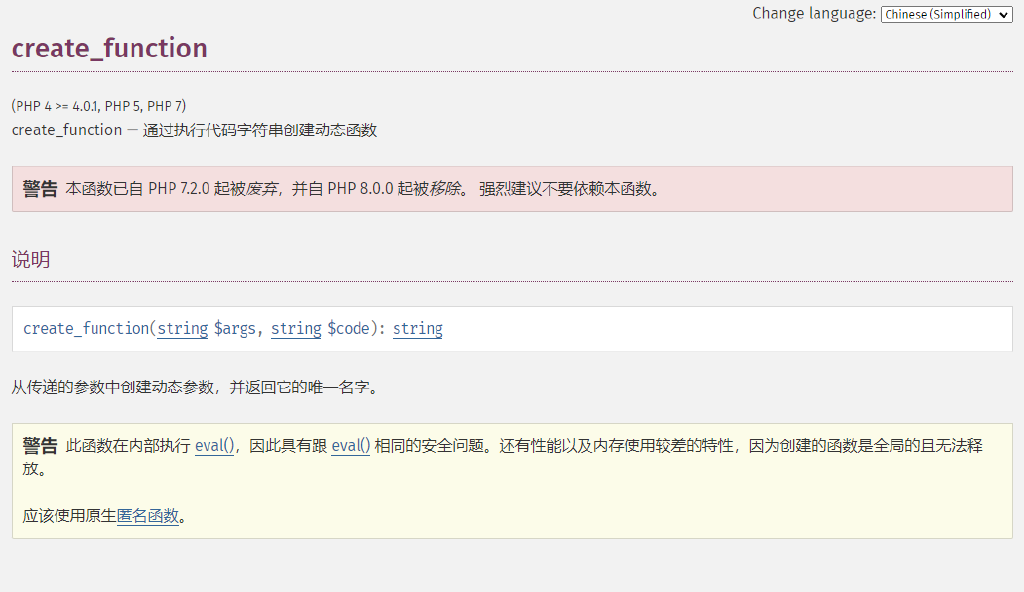 Change language: Chinese (Simplified)
create_function
(PHP 4 >= 4.0.1, PHP 5, PHP 7)
create_function — 通过执行代码字符串创建动态函数
警告 本函数已自 PHP 7.2.0 起被废弃，并自 PHP 8.0.0 起被移除。 强烈建议不要依赖本函数。
说明
create_function(string $args, string $code): string
从传递的参数中创建动态参数，并返回它的唯一名字。
警告 此函数在内部执行 eval()，因此具有跟 eval() 相同的安全问题。还有性能以及内存使用较差的特性，因为创建的函数是全局的且无法释
放。
应该使用原生匿名函数。